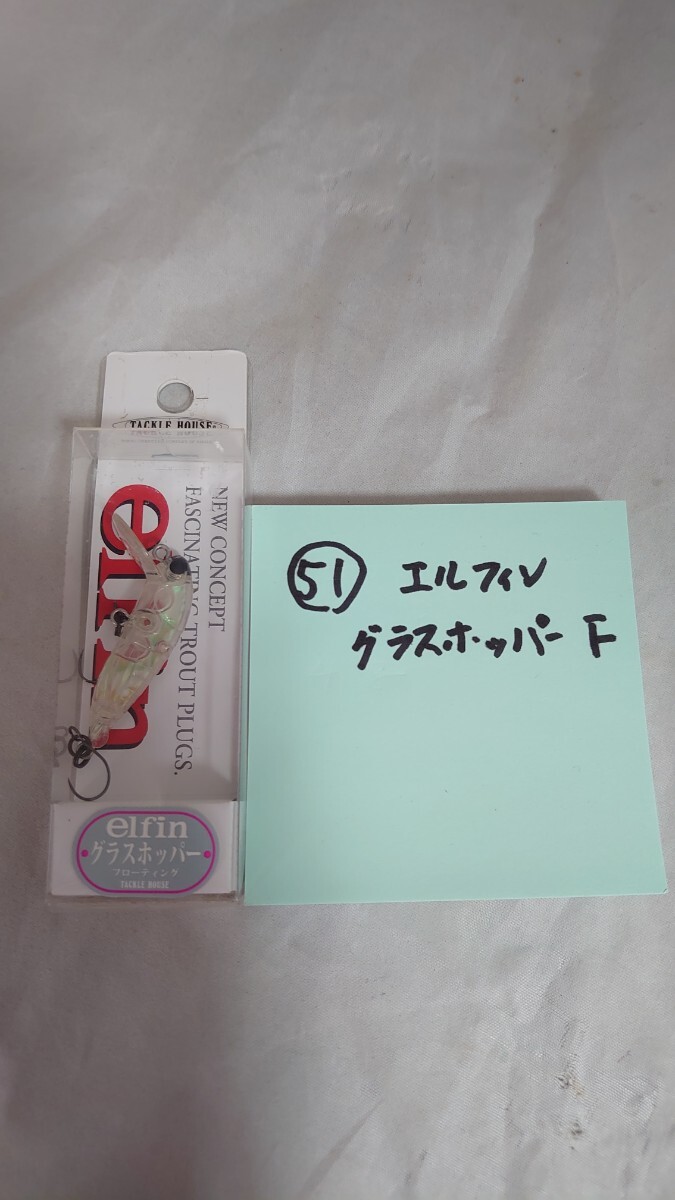 TACKLE HOUSE
NEW CONCEPT
FASCINATING TROUT PLUGS.
elfin
elfin
グラスホッパー
フローティング
TACKLE HOUSE
51 エルフィン
グラスホッパー F